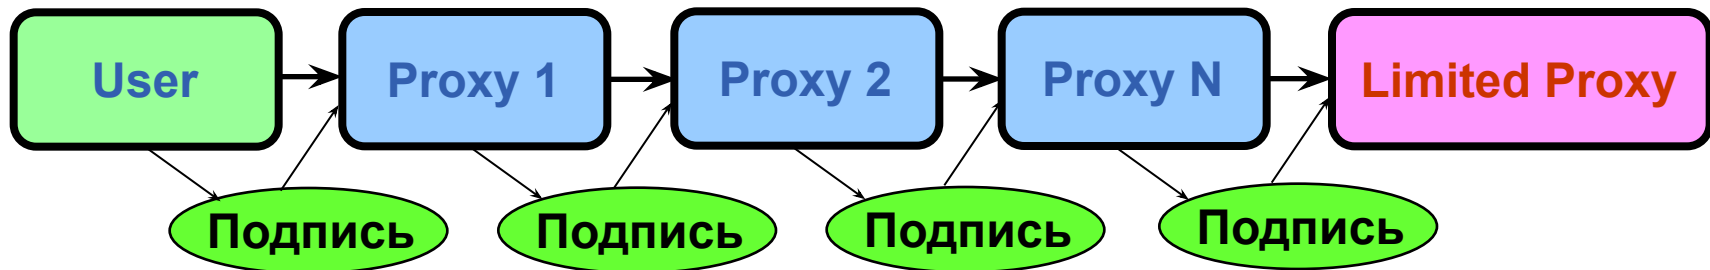 User
Proxy 1
Proxy 2
Proxy N
Limited Proxy
Подпись
Подпись
Подпись
Подпись